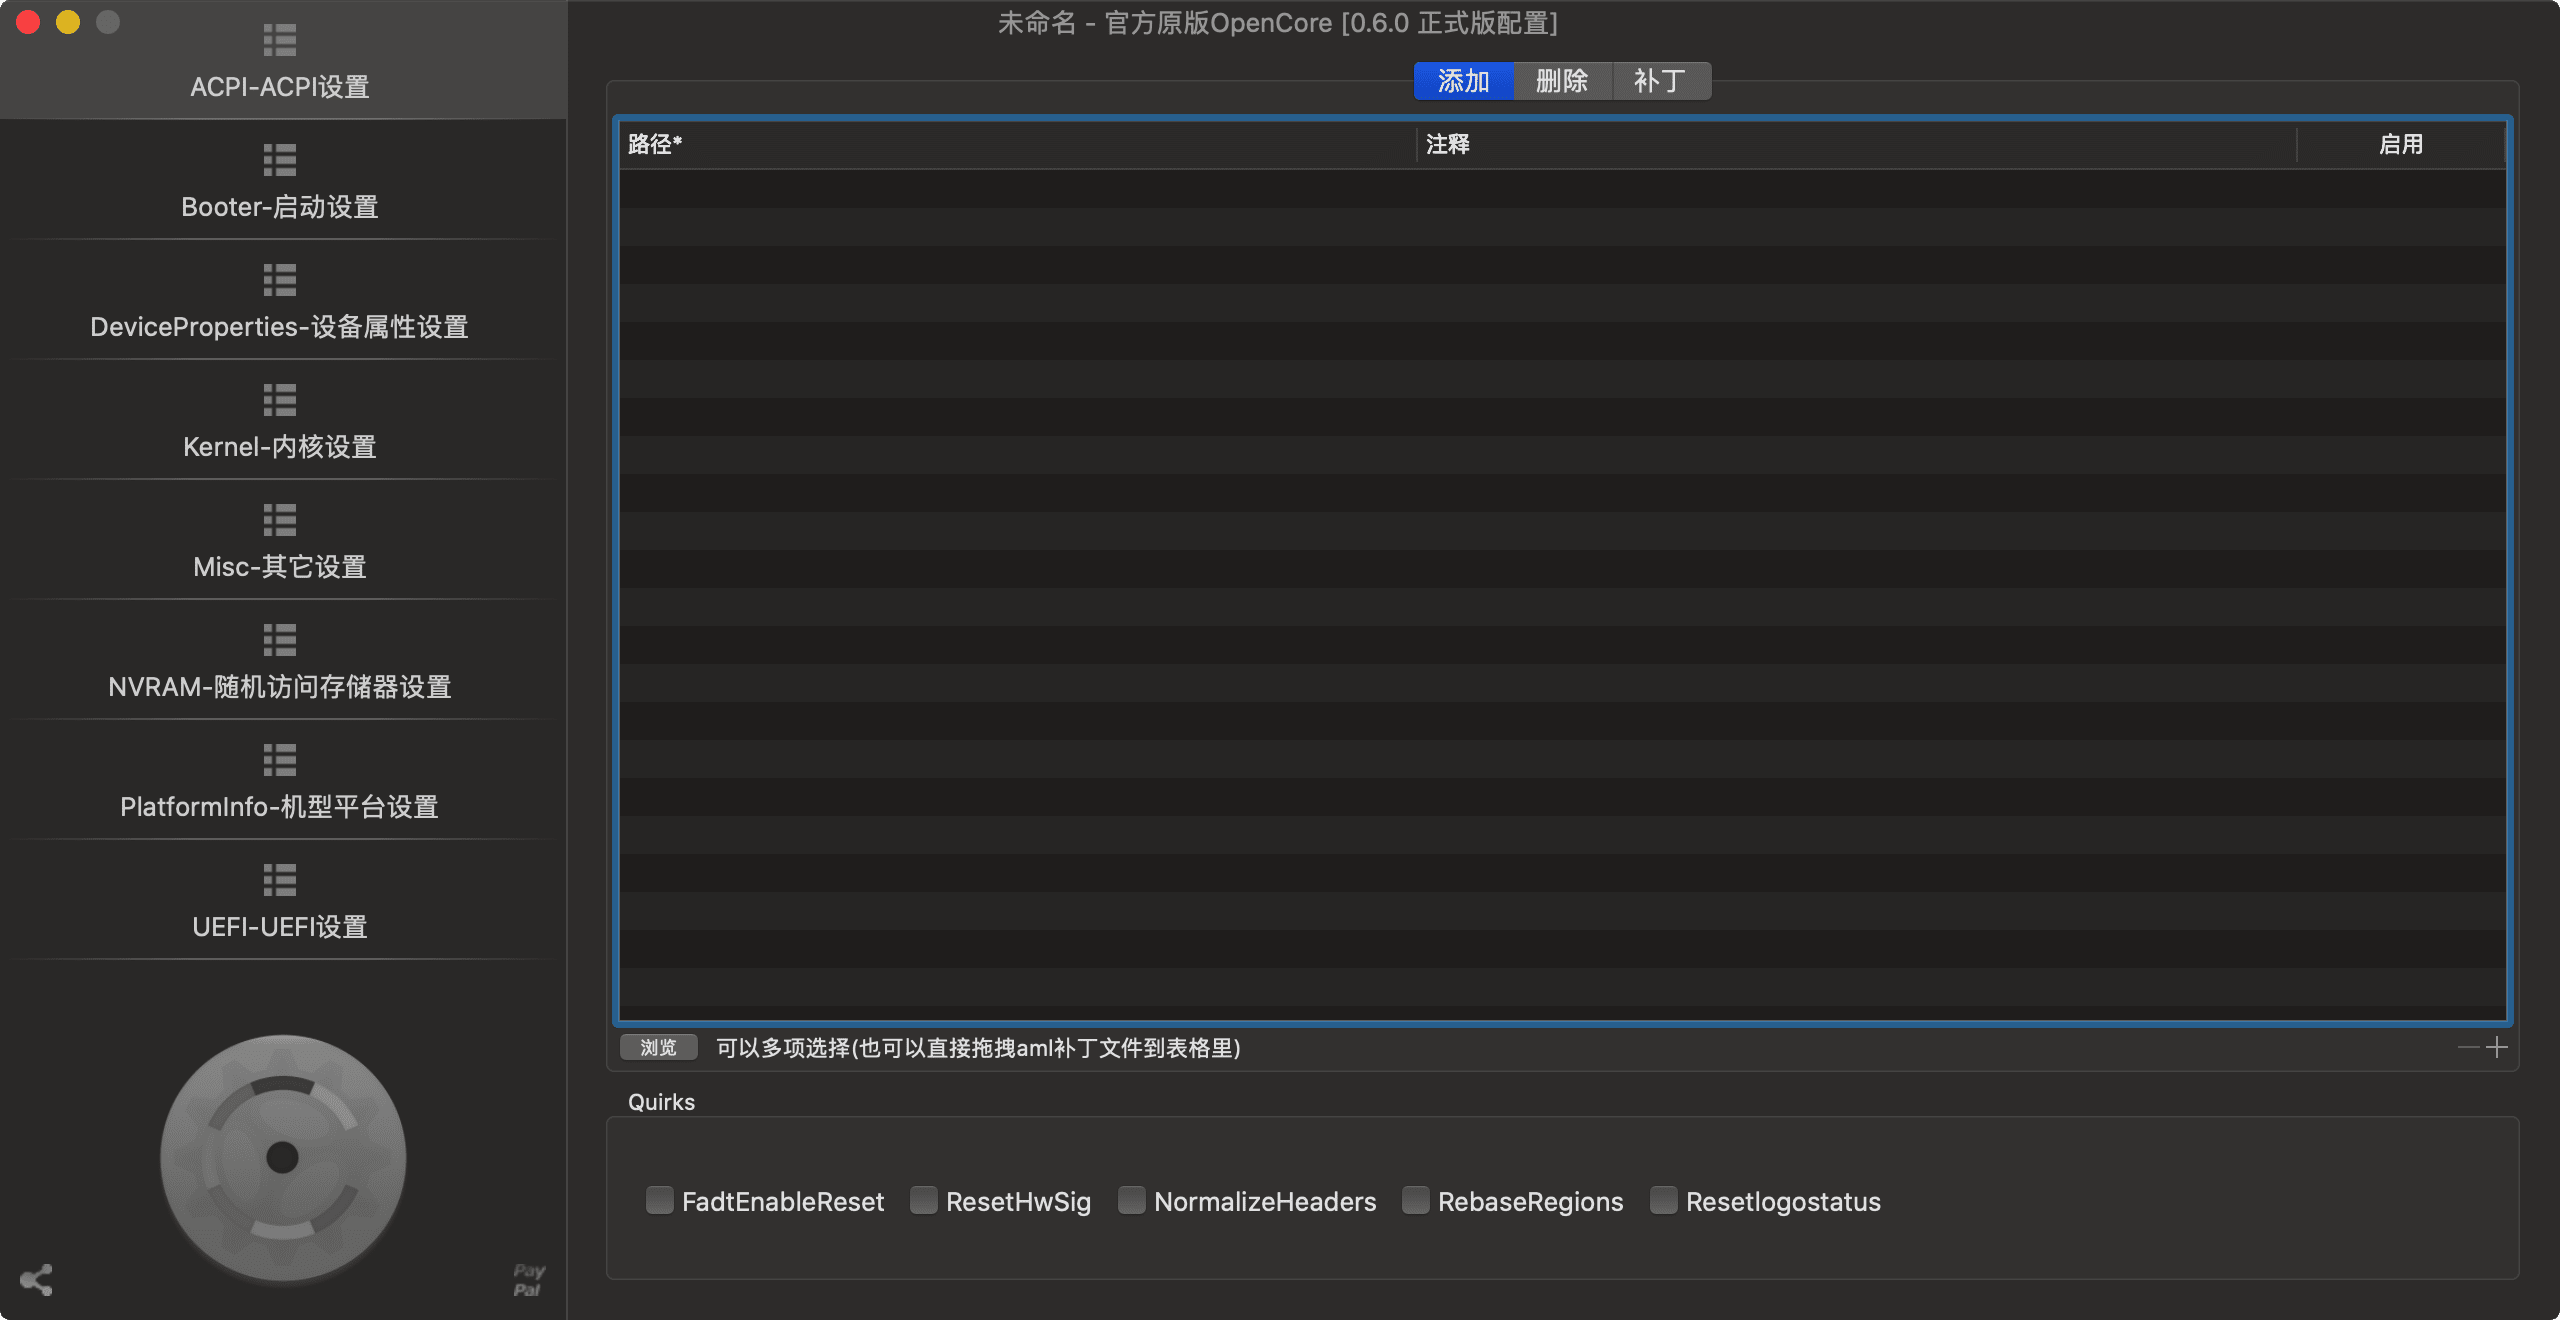 未命名 - 官方原版OpenCore [0.6.0 正式版配置]
ACPI-ACPI设置
Booter-启动设置
DeviceProperties-设备属性设置
Kernel-内核设置
Misc-其它设置
NVRAM-随机访问存储器设置
PlatformInfo-机型平台设置
UEFI-UEFI设置
Pay
Pal
添加 删除 补丁
路径* 注释 启用
浏览 可以多项选择(也可以直接拖拽aml补丁文件到表格里)
Quirks
FadtEnableReset ResetHwSig NormalizeHeaders RebaseRegions Resetlogostatus